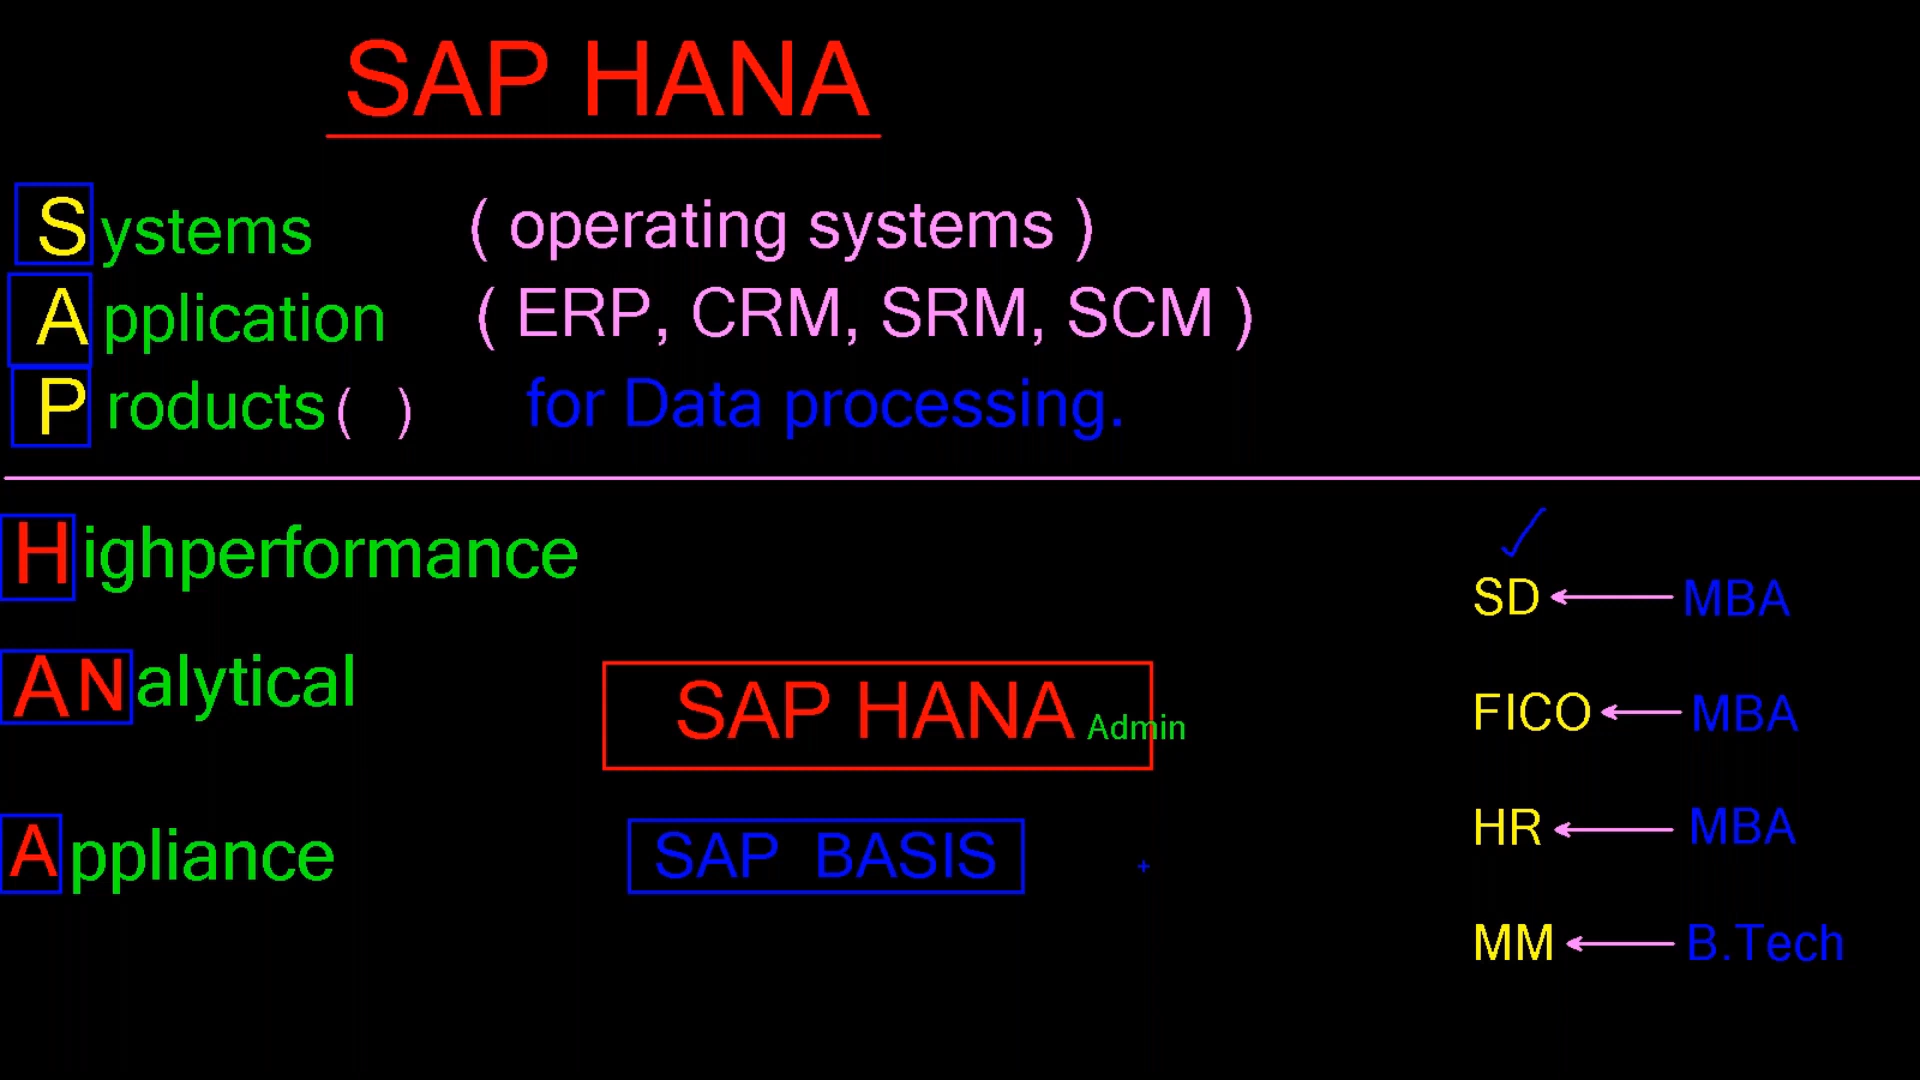 SAP HANA
Systems ( operating systems )
Application ( ERP, CRM, SRM, SCM )
Products ( ) for Data processing.
Highperformance
SD MBA
ANalytical
SAP HANA Admin
FICO MBA
HR MBA
Appliance
SAP BASIS
MM B.Tech